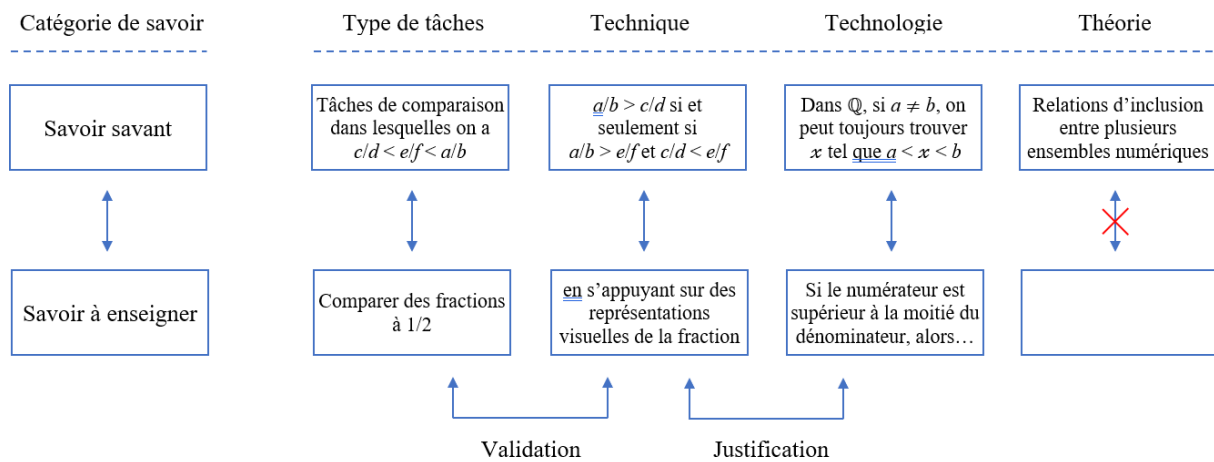 Catégorie de savoir
Type de tâches
Technique
Technologie
Théorie
Savoir savant
Tâches de comparaison
dans lesquelles on a
c/d < e/f < a/b
a/b > c/d si et
seulement si
a/b > e/f et c/d < e/f
Dans ℚ, si a ≠ b, on
peut toujours trouver
x tel que a < x < b
Relations d’inclusion
entre plusieurs
ensembles numériques
Savoir à enseigner
Comparer des fractions
à 1/2
en s’appuyant sur des
représentations
visuelles de la fraction
Si le numérateur est
supérieur à la moitié du
dénominateur, alors…
Validation
Justification